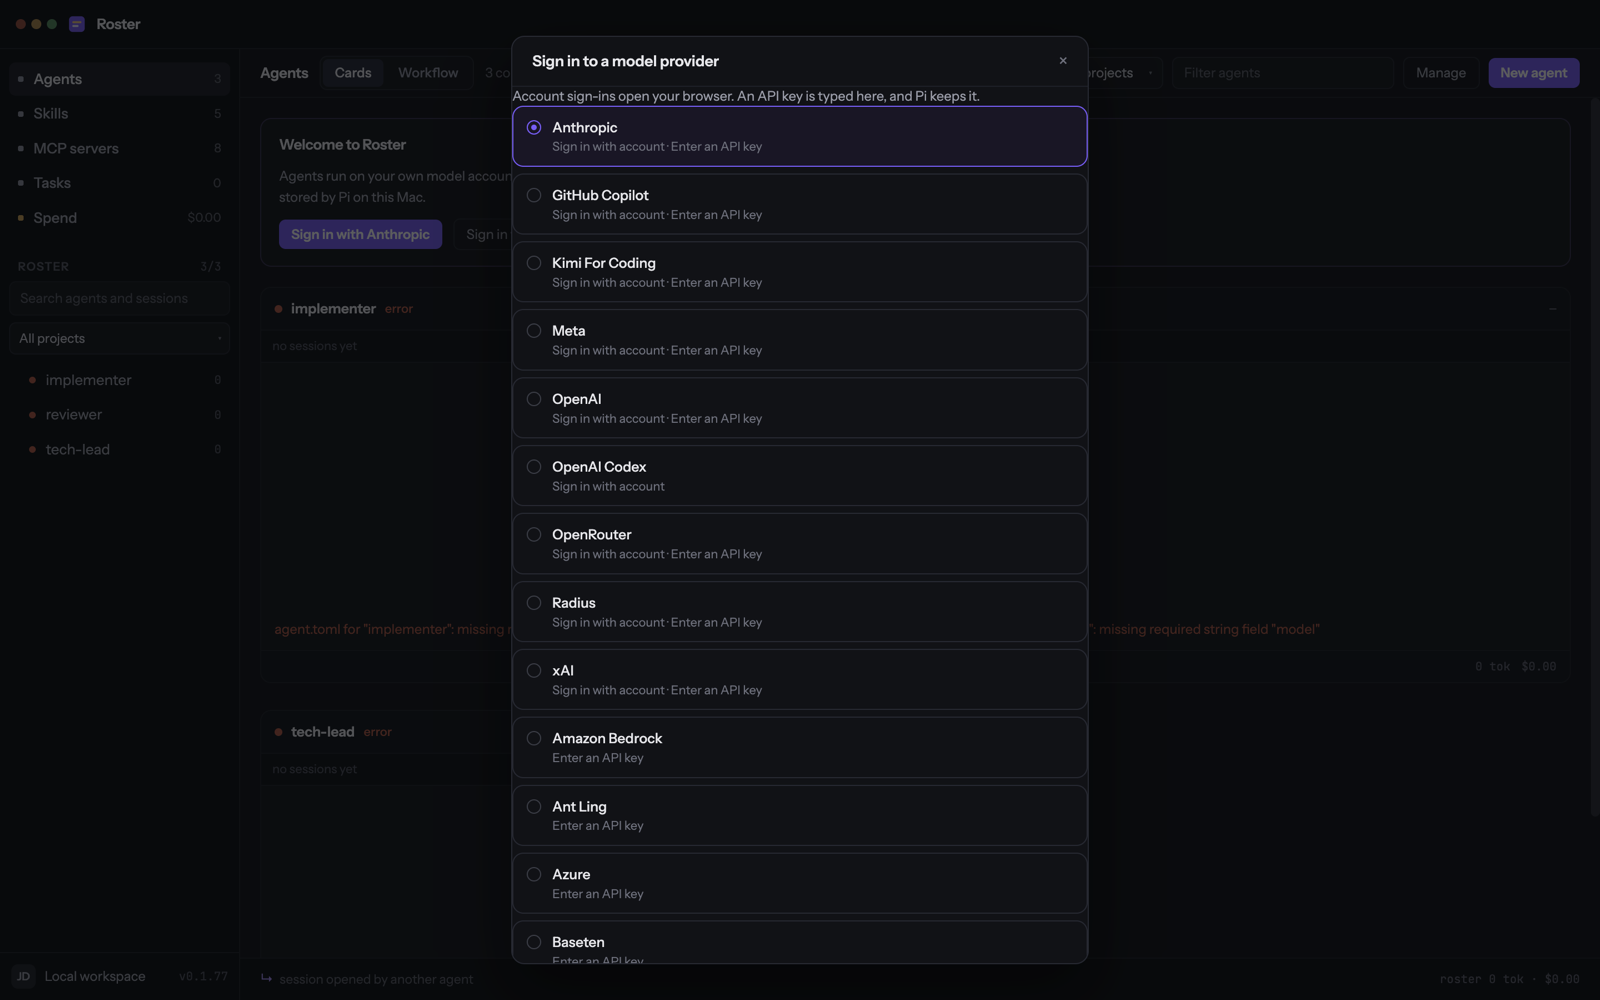 Roster
Agents 3
Skills 5
MCP servers 8
Tasks 0
Spend $0.00
ROSTER 3/3
Search agents and sessions
All projects
implementer 0
reviewer 0
tech-lead 0
JD Local workspace v0.1.77
Agents Cards Workflow 3 co
rojects Filter agents Manage New agent
Welcome to Roster
Agents run on your own model accoun
stored by Pi on this Mac.
Sign in with Anthropic Sign in
implementer error
no sessions yet
agent.toml for "implementer": missing r
": missing required string field "model"
0 tok $0.00
tech-lead error
no sessions yet
session opened by another agent
roster 0 tok · $0.00
Sign in to a model provider ×
Account sign-ins open your browser. An API key is typed here, and Pi keeps it.
Anthropic
Sign in with account · Enter an API key
GitHub Copilot
Sign in with account · Enter an API key
Kimi For Coding
Sign in with account · Enter an API key
Meta
Sign in with account · Enter an API key
OpenAI
Sign in with account · Enter an API key
OpenAI Codex
Sign in with account
OpenRouter
Sign in with account · Enter an API key
Radius
Sign in with account · Enter an API key
xAI
Sign in with account · Enter an API key
Amazon Bedrock
Enter an API key
Ant Ling
Enter an API key
Azure
Enter an API key
Baseten
Enter an API key